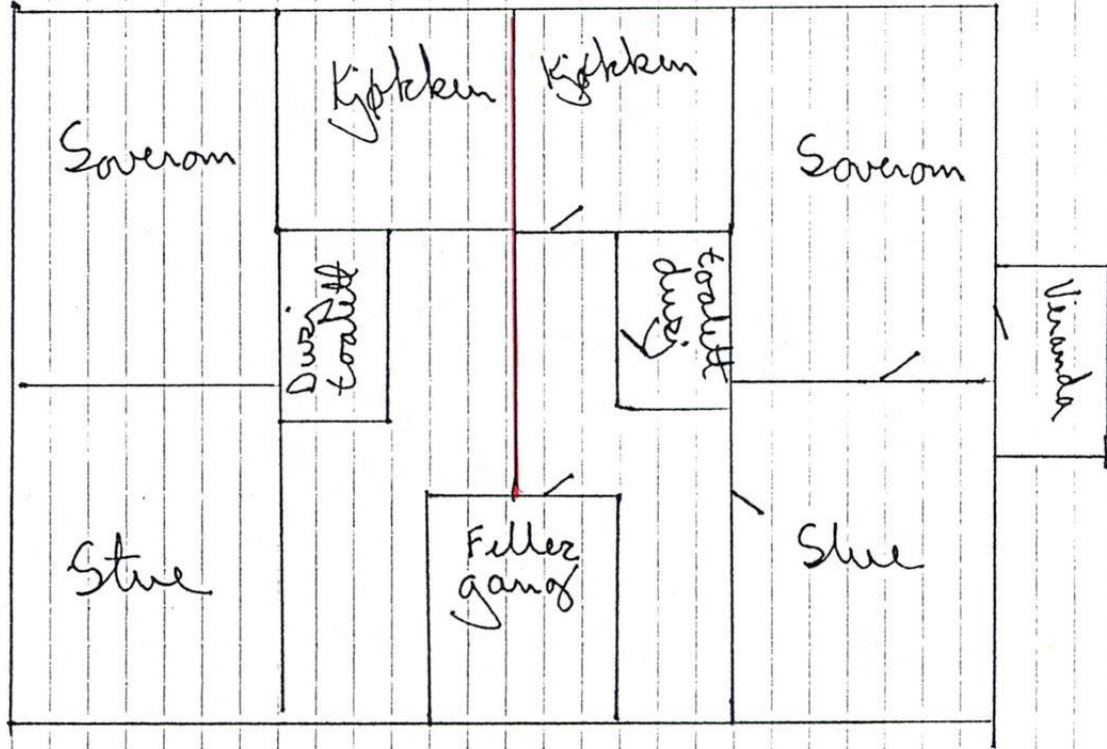 Kjøkken
Kjøkken
Soverom
Soverom
Dusj
toalett
toalett
dusj
Veranda
Stue
Felles
gang
Stue